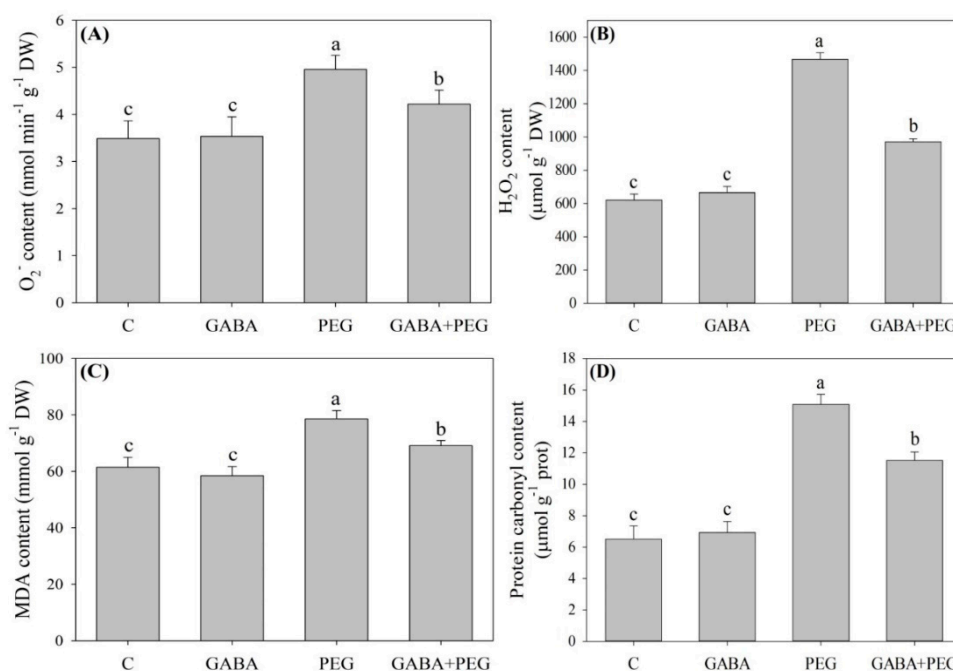 (A)
O₂⁻ content (nmol min⁻¹ g⁻¹ DW)
6
5
4
3
2
1
0
c
c
a
b
C GABA PEG GABA+PEG
(B)
H₂O₂ content
(μmol g⁻¹ DW)
1600
1400
1200
1000
800
600
400
200
0
c
c
a
b
C GABA PEG GABA+PEG
(C)
MDA content (mmol g⁻¹ DW)
100
80
60
40
20
0
c
c
a
b
C GABA PEG GABA+PEG
(D)
Protein carbonyl content
(μmol g⁻¹ prot)
18
16
14
12
10
8
6
4
2
0
c
c
a
b
C GABA PEG GABA+PEG